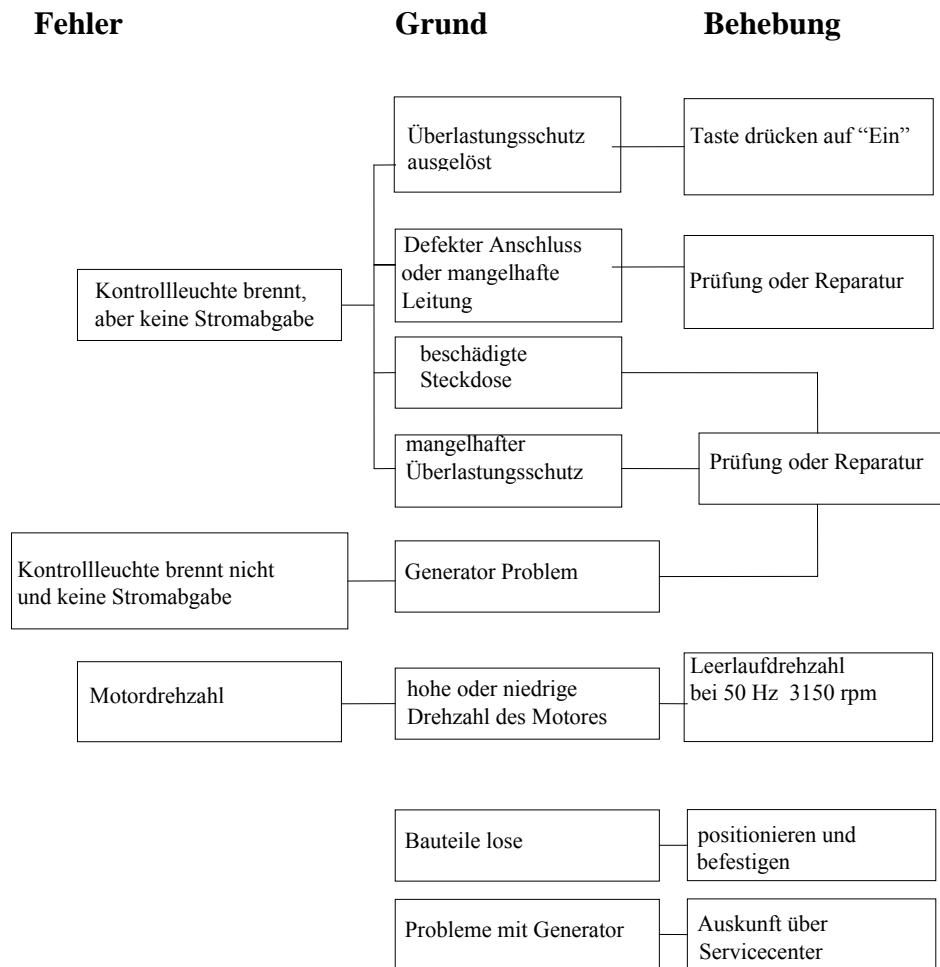 Fehler Grund Behebung
Überlastungsschutz
ausgelöst
Taste drücken auf “Ein”
Kontrollleuchte brennt,
aber keine Stromabgabe
Defekter Anschluss
oder mangelhafte
Leitung
Prüfung oder Reparatur
beschädigte
Steckdose
mangelhafter
Überlastungsschutz
Prüfung oder Reparatur
Kontrollleuchte brennt nicht
und keine Stromabgabe
Generator Problem
Motordrehzahl
hohe oder niedrige
Drehzahl des Motores
Leerlaufdrehzahl
bei 50 Hz 3150 rpm
Bauteile lose
positionieren und
befestigen
Probleme mit Generator
Auskunft über
Servicecenter